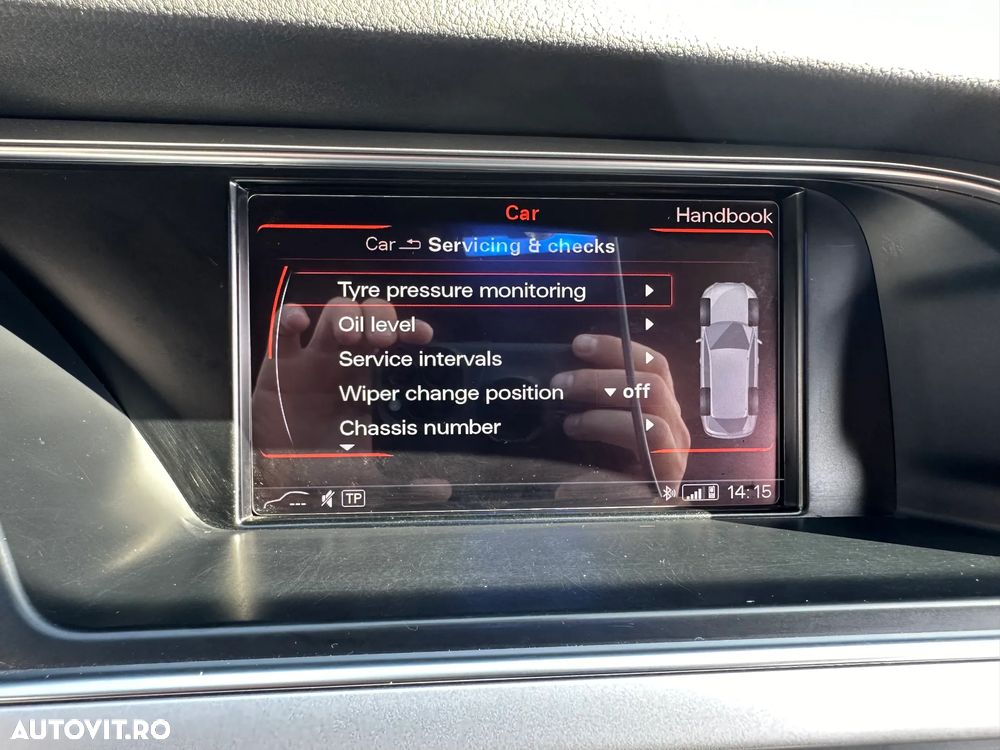 Car
Handbook
Car Servicing & checks
Tyre pressure monitoring
Oil level
Service intervals
Wiper change position off
Chassis number
TP
14:15
AUTOVIT.RO